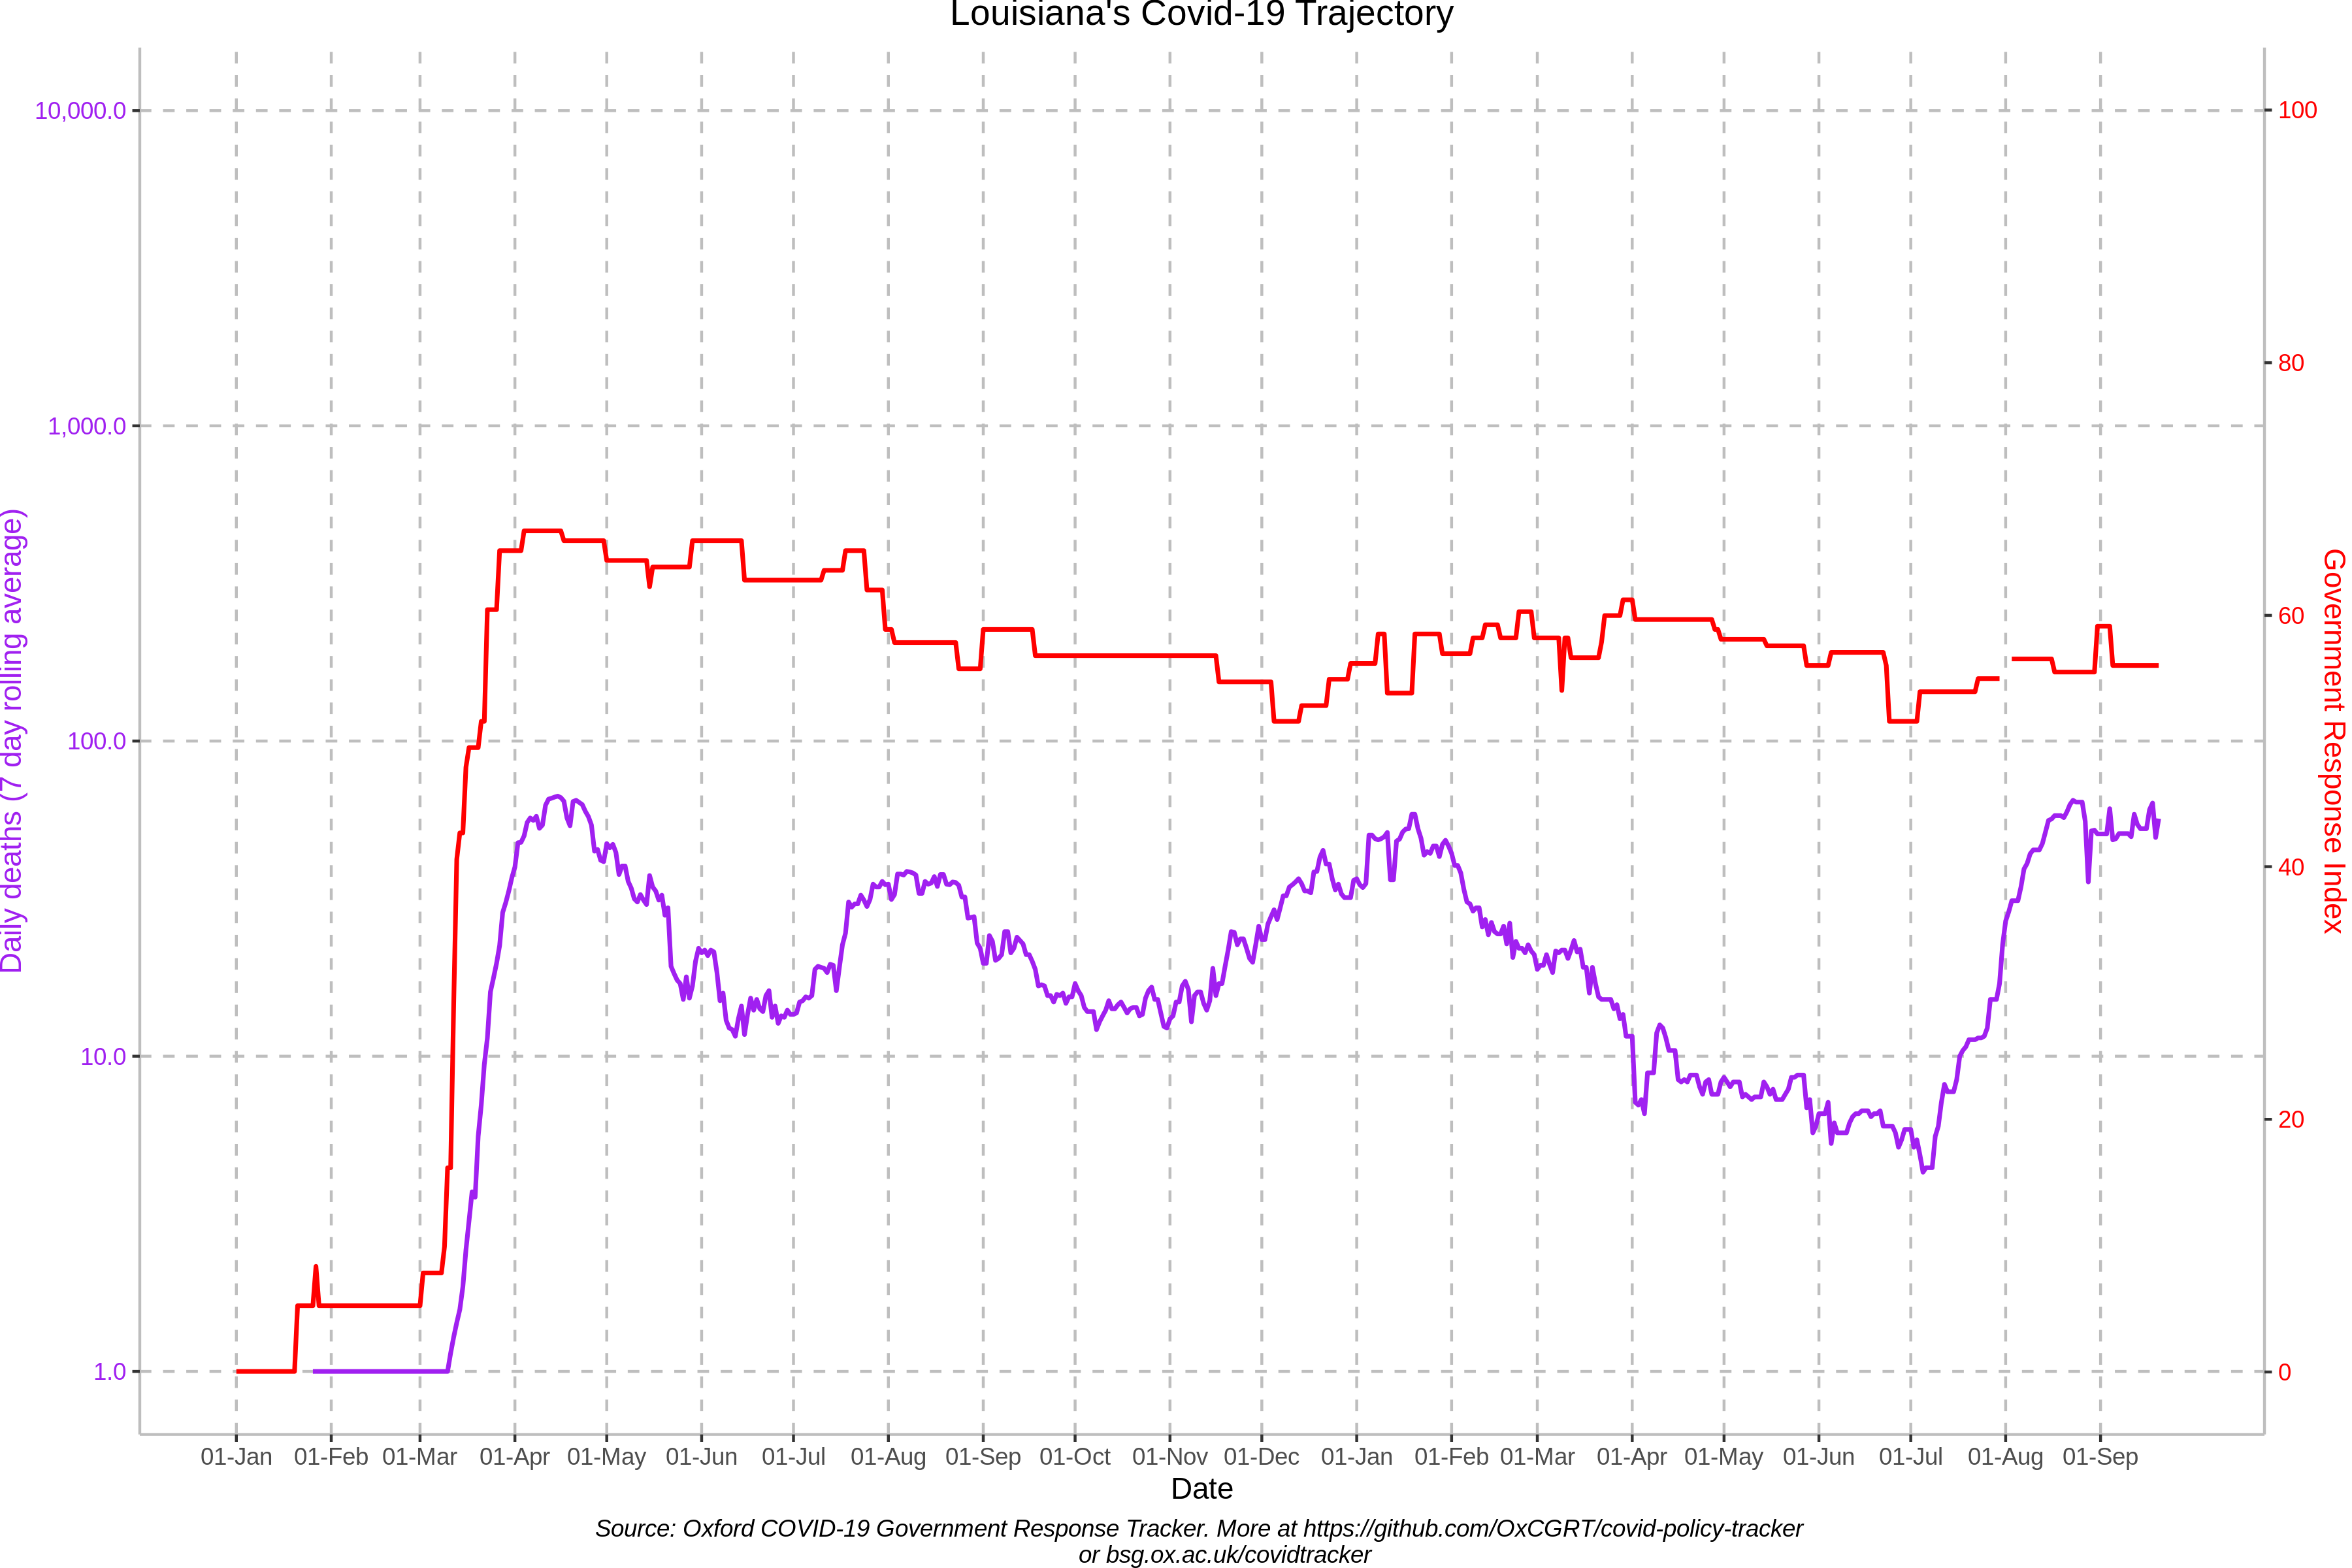 Louisiana's Covid-19 Trajectory
10,000.0
1,000.0
100.0
10.0
1.0
Daily deaths (7 day rolling average)
100
80
60
40
20
0
Government Response Index
01-Jan 01-Feb 01-Mar 01-Apr 01-May 01-Jun 01-Jul 01-Aug 01-Sep 01-Oct 01-Nov 01-Dec 01-Jan 01-Feb 01-Mar 01-Apr 01-May 01-Jun 01-Jul 01-Aug 01-Sep
Date
Source: Oxford COVID-19 Government Response Tracker. More at https://github.com/OxCGRT/covid-policy-tracker
or bsg.ox.ac.uk/covidtracker